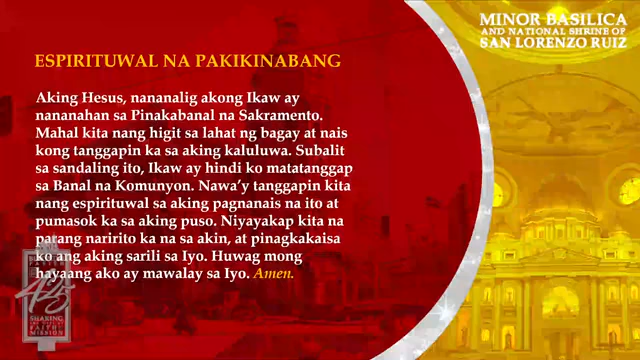 MINOR BASILICA
AND NATIONAL SHRINE OF
SAN LORENZO RUIZ
ESPIRITUWAL NA PAKIKINABANG
Aking Hesus, nananalig akong Ikaw ay
nananahan sa Pinakabanal na Sakramento.
Mahal kita nang higit sa lahat ng bagay at nais
kong tanggapin ka sa aking kaluluwa. Subalit
sa sandaling ito, Ikaw ay hindi ko matatanggap
sa Banal na Komunyon. Nawa'y tanggapin kita
nang espirituwal sa aking pagnanais na ito at
pumasok ka sa aking puso. Niyayakap kita na
parang naririto ka na sa akin, at pinagkakaisa
ko ang aking sarili sa Iyo. Huwag mong
hayaang ako ay mawalay sa Iyo. Amen.
425
SHARING
FAITH
MISSION